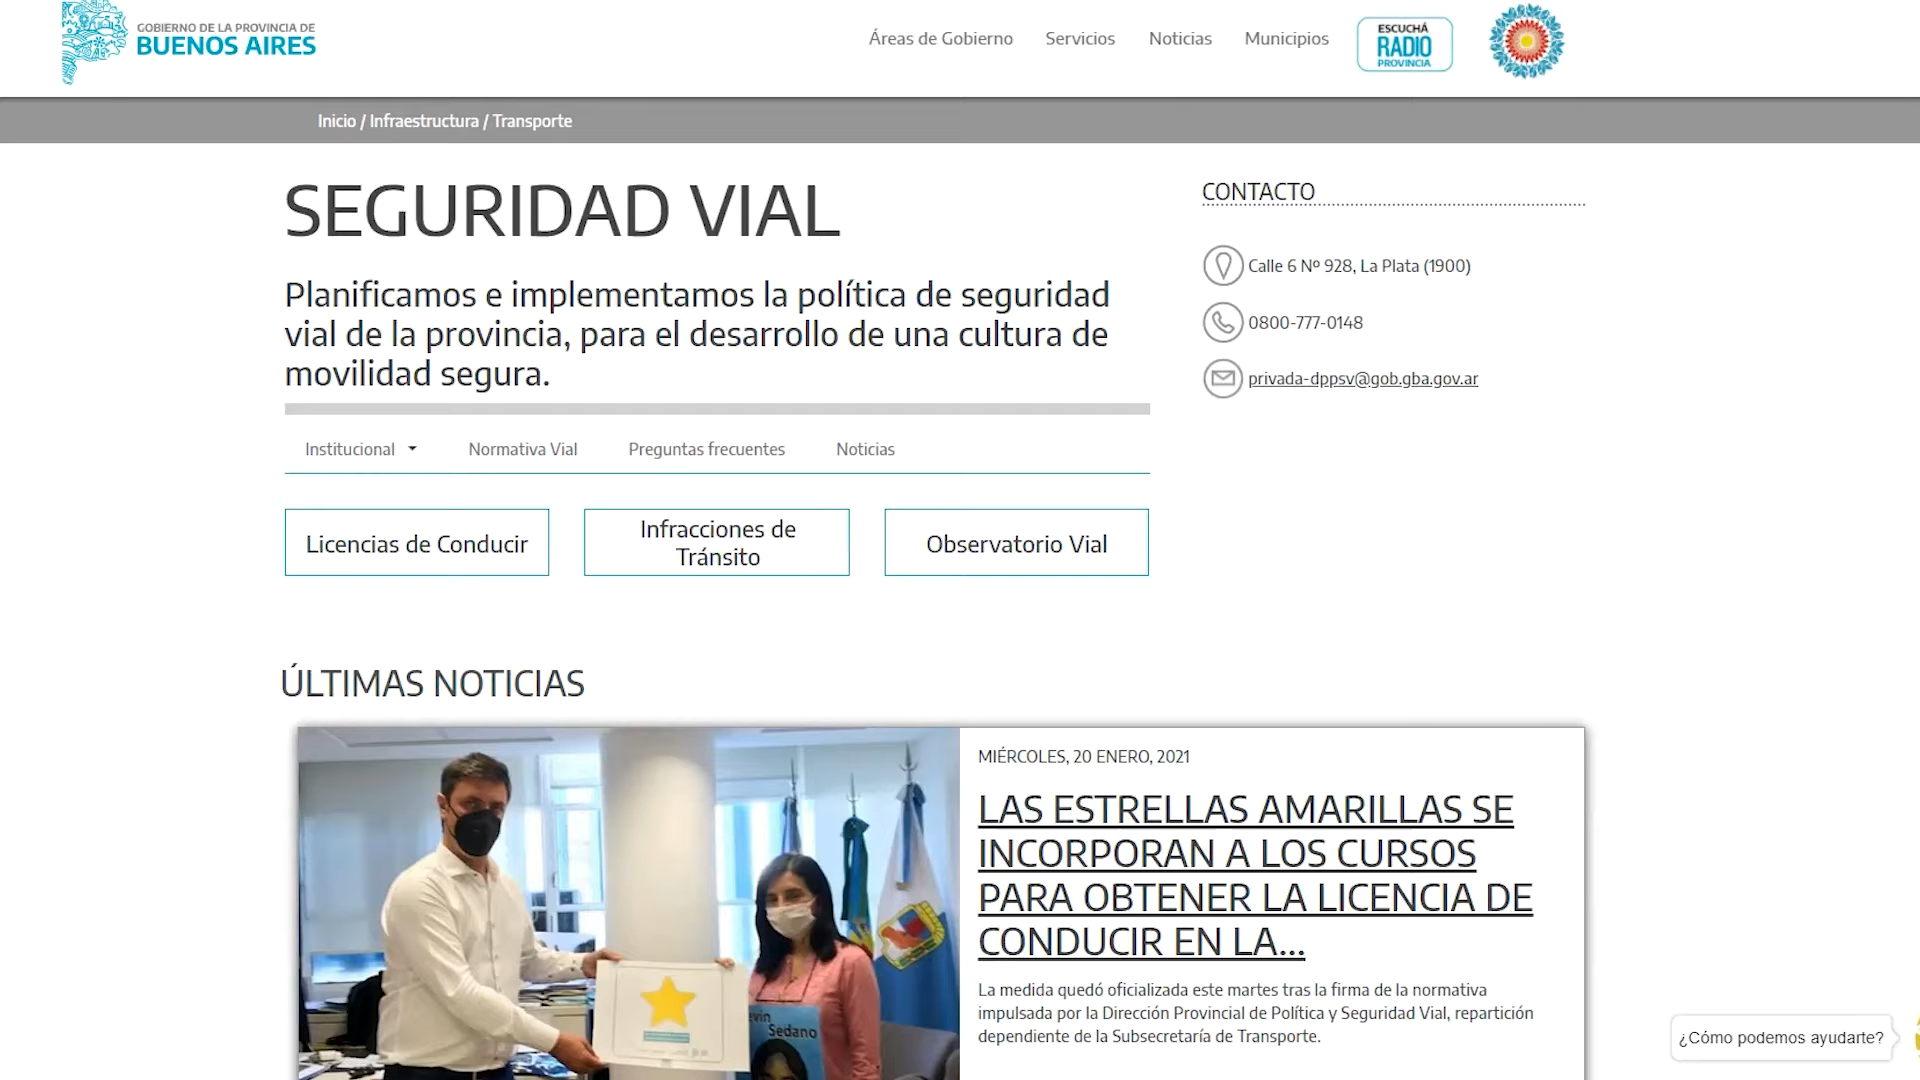 GOBIERNO DE LA PROVINCIA DE
BUENOS AIRES
Áreas de Gobierno
Servicios
Noticias
Municipios
ESCUCHÁ
RADIO
PROVINCIA
Inicio / Infraestructura / Transporte
SEGURIDAD VIAL
Planificamos e implementamos la política de seguridad
vial de la provincia, para el desarrollo de una cultura de
movilidad segura.
CONTACTO
Calle 6 Nº 928, La Plata (1900)
0800-777-0148
privada-dppsv@gob.gba.gov.ar
Institucional
Normativa Vial
Preguntas frecuentes
Noticias
Licencias de Conducir
Infracciones de
Tránsito
Observatorio Vial
ÚLTIMAS NOTICIAS
MIÉRCOLES, 20 ENERO, 2021
LAS ESTRELLAS AMARILLAS SE
INCORPORAN A LOS CURSOS
PARA OBTENER LA LICENCIA DE
CONDUCIR EN LA...
La medida quedó oficializada este martes tras la firma de la normativa
impulsada por la Dirección Provincial de Política y Seguridad Vial, repartición
dependiente de la Subsecretaría de Transporte.
Sedano
¿Cómo podemos ayudarte?